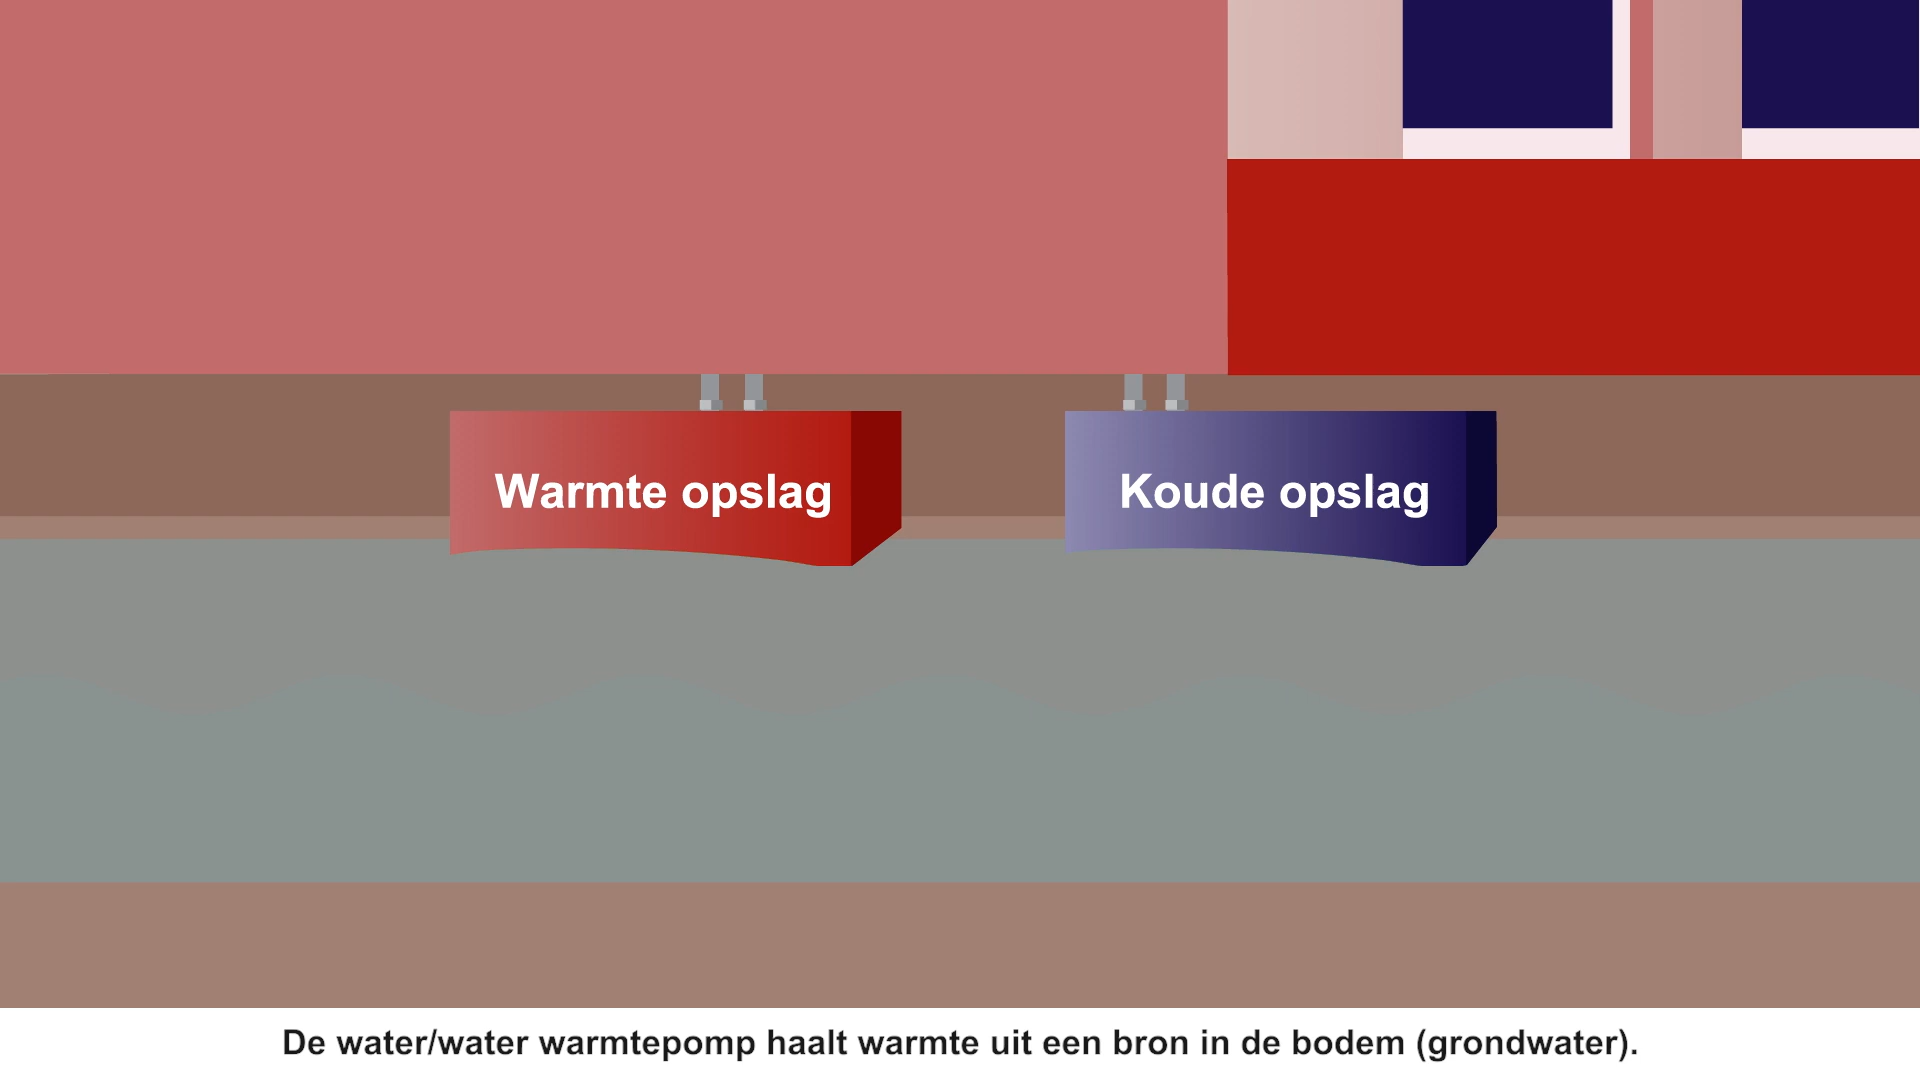 Warmte opslag
Koude opslag
De water/water warmtepomp haalt warmte uit een bron in de bodem (grondwater).